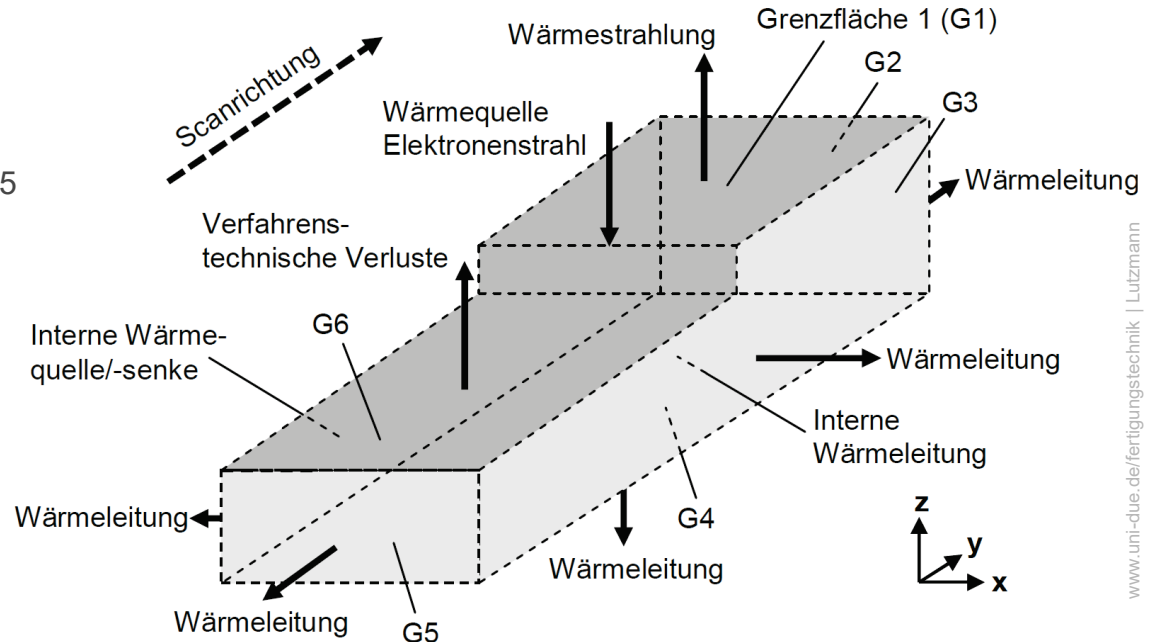 Grenzfläche 1 (G1)
Wärmestrahlung
G2
Scanrichtung
G3
Wärmequelle
Elektronenstrahl
5
Wärmeleitung
Verfahrens-
technische Verluste
Interne Wärme-
quelle/-senke
G6
Wärmeleitung
Interne
Wärmeleitung
Wärmeleitung
G4
z
y
x
Wärmeleitung
Wärmeleitung
G5
www.uni-due.de/fertigungstechnik | Lutzmann